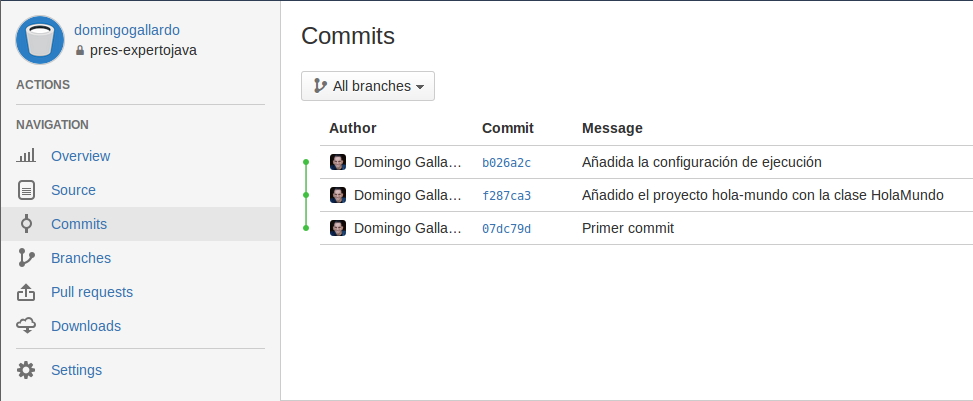 domingogallardo
pres-expertojava
ACTIONS
NAVIGATION
Overview
Source
Commits
Branches
Pull requests
Downloads
Settings
Commits
All branches
Author Commit Message
Domingo Galla… b026a2c Añadida la configuración de ejecución
Domingo Galla… f287ca3 Añadido el proyecto hola-mundo con la clase HolaMundo
Domingo Galla… 07dc79d Primer commit